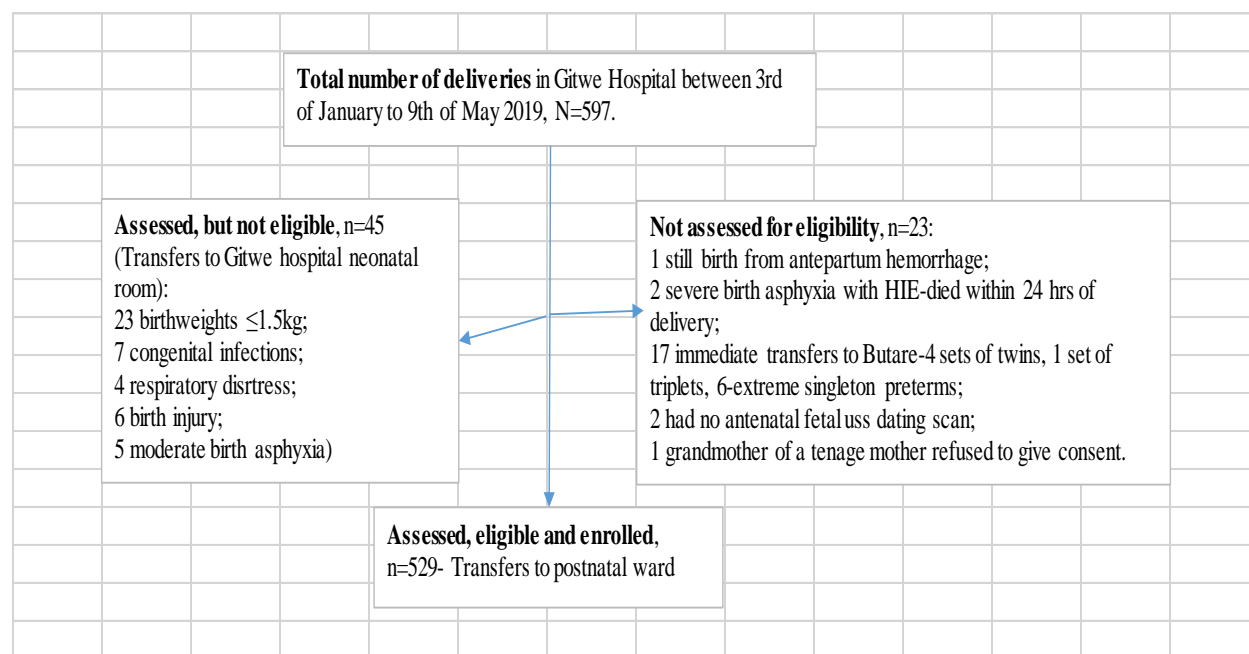 Total number of deliveries in Gitwe Hospital between 3rd
of January to 9th of May 2019, N=597.
Assessed, but not eligible, n=45
(Transfers to Gitwe hospital neonatal
room):
23 birthweights ≤1.5kg;
7 congenital infections;
4 respiratory disrtress;
6 birth injury;
5 moderate birth asphyxia)
Not assessed for eligibility, n=23:
1 still birth from antepartum hemorrhage;
2 severe birth asphyxia with HIE-died within 24 hrs of
delivery;
17 immediate transfers to Butare-4 sets of twins, 1 set of
triplets, 6-extreme singleton preterms;
2 had no antenatal fetal uss dating scan;
1 grandmother of a tenage mother refused to give consent.
Assessed, eligible and enrolled,
n=529- Transfers to postnatal ward